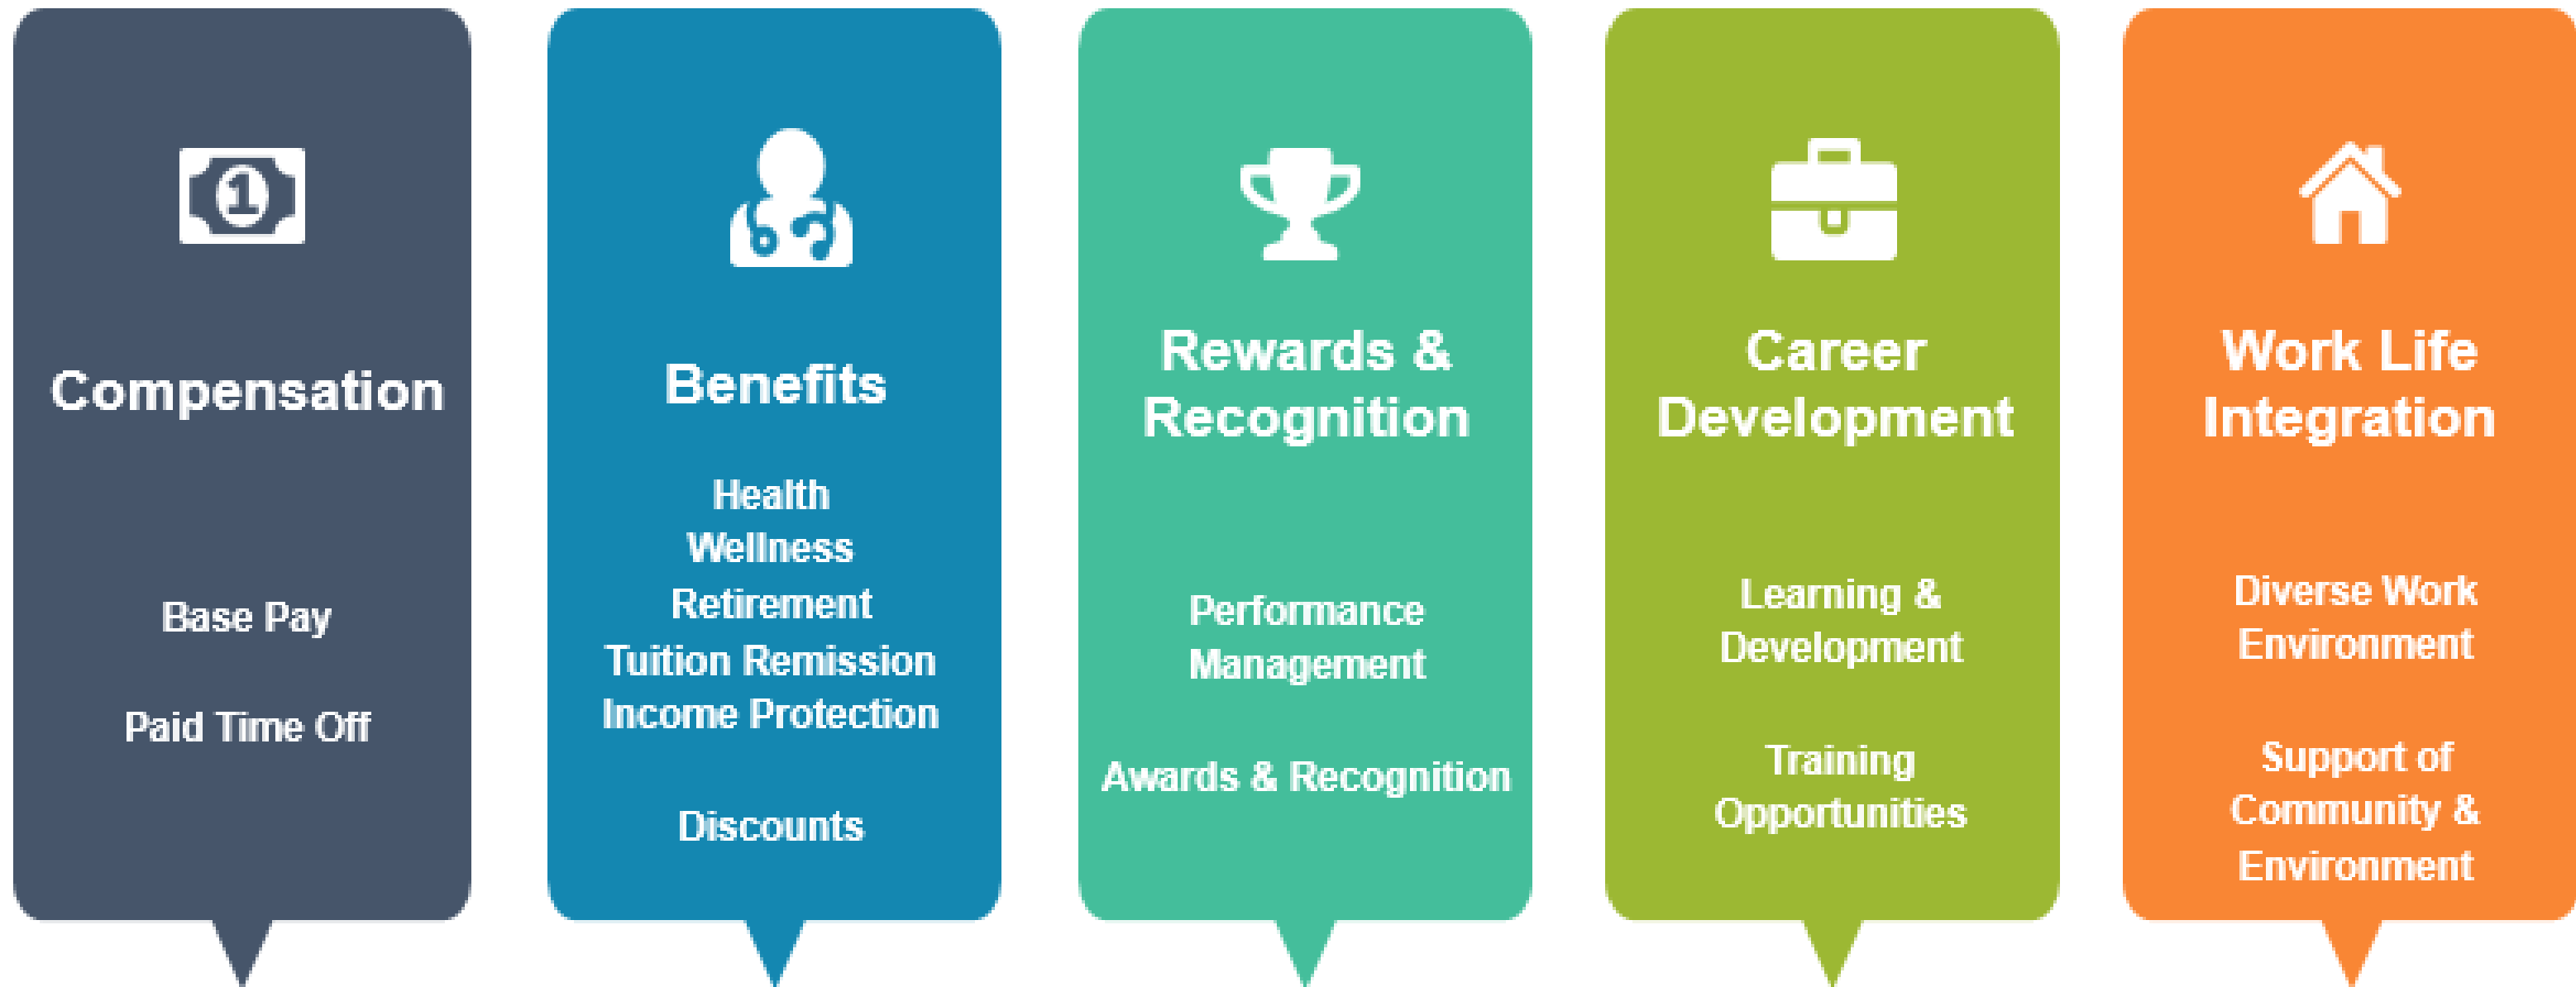 1
Compensation
Base Pay
Paid Time Off
Benefits
Health
Wellness
Retirement
Tuition Remission
Income Protection
Discounts
Rewards &
Recognition
Performance
Management
Awards & Recognition
Career
Development
Learning &
Development
Training
Opportunities
Work Life
Integration
Diverse Work
Environment
Support of
Community &
Environment